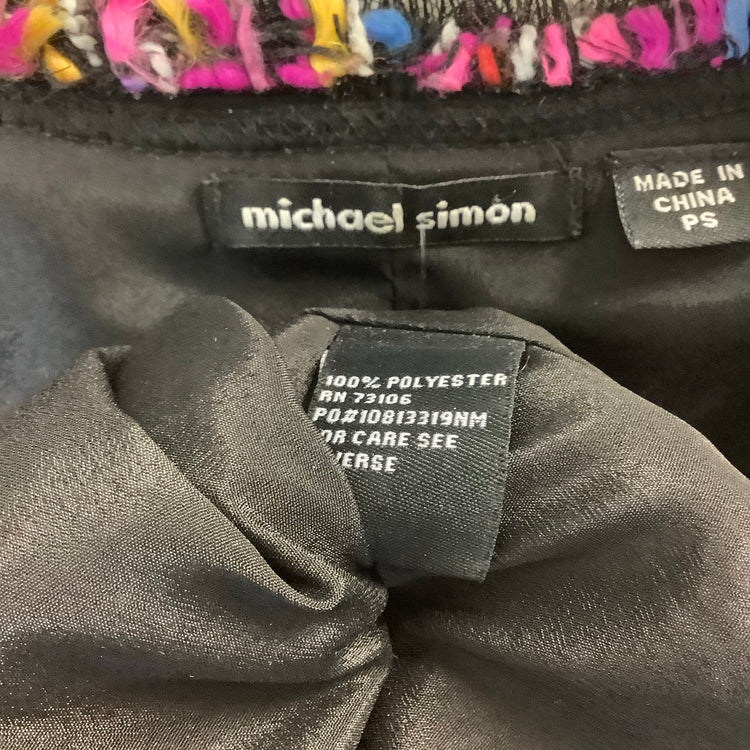 michael simon
MADE IN
CHINA
PS
100% POLYESTER
RN 73106
PO#10813319NM
OR CARE SEE
VERSE